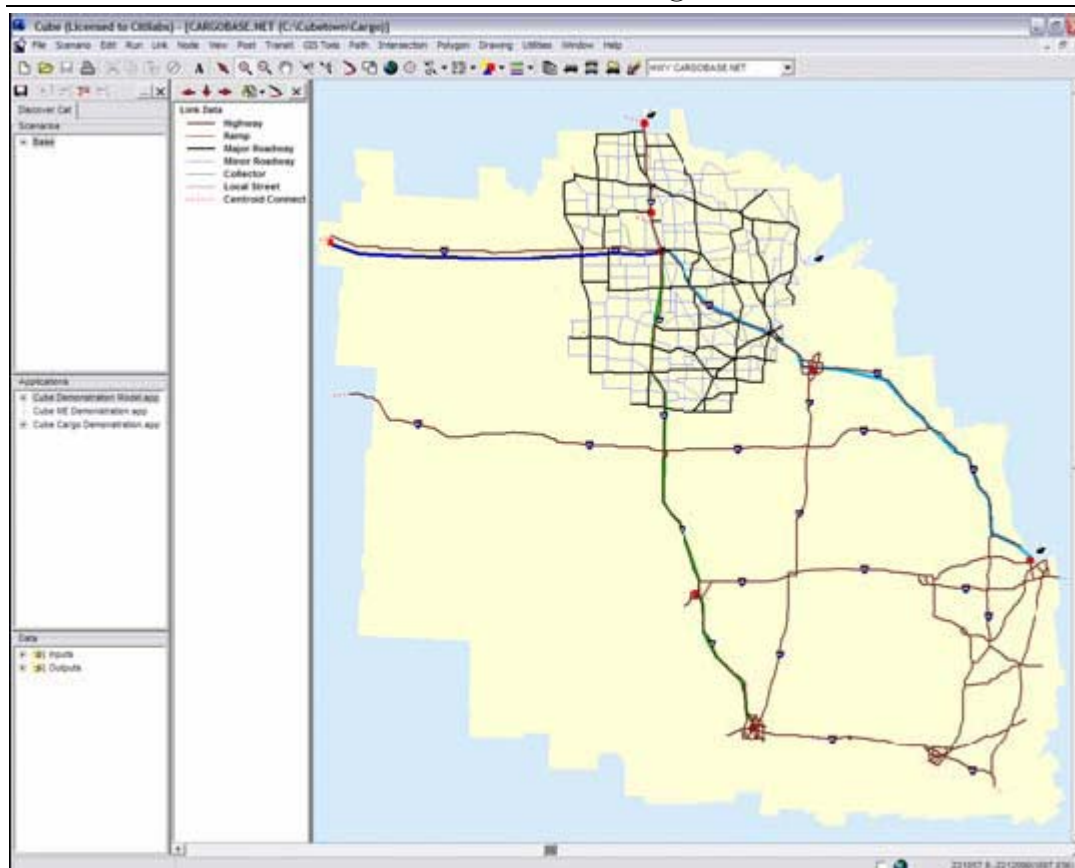 Cube (Licensed to Citilabs) - [CARGOBASE.NET (C:\Cubetown\Cargo)]
File Scenario Edit Run Link Node View Post Transit GIS Tools Path Intersection Polygon Drawing Utilities Window Help
HWY CARGOBASE.NET
Discover Cat
Scenarios
Base
Link Data
Highway
Ramp
Major Roadway
Minor Roadway
Collector
Local Street
Centroid Connect
Applications
Cube Demonstration Model.app
Cube ME Demonstration.app
Cube Cargo Demonstration.app
Data
Inputs
Outputs